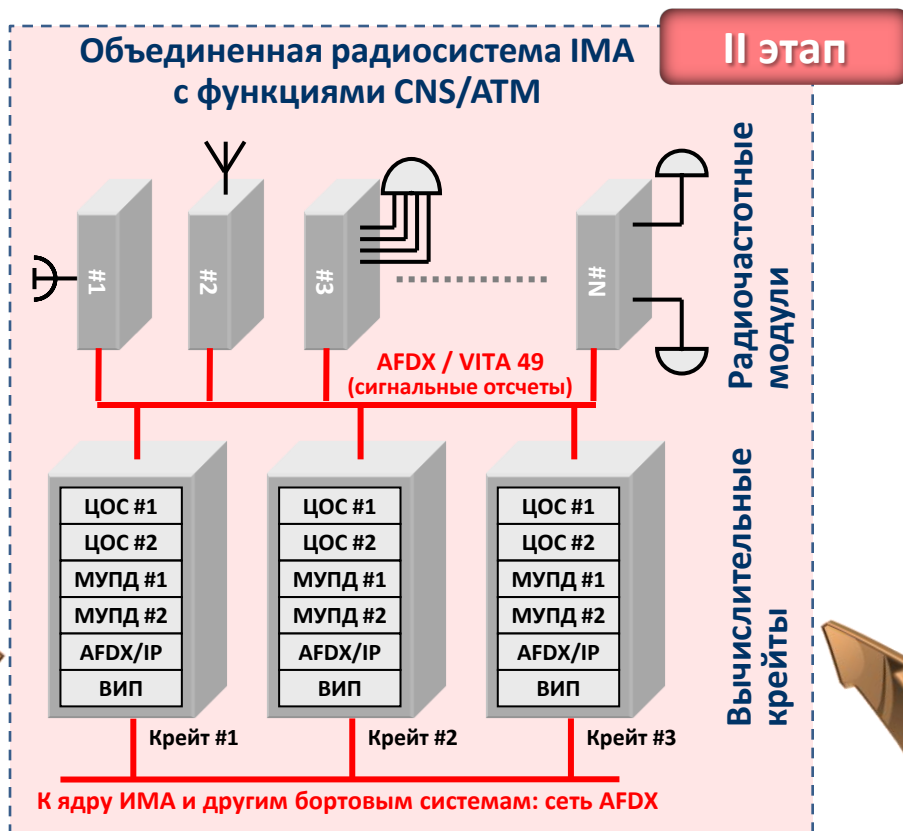 Объединенная радиосистема IMA
с функциями CNS/ATM
II этап
#1
#2
#3
#N
Радиочастотные
модули
AFDX / VITA 49
(сигнальные отсчеты)
ЦОС #1
ЦОС #2
МУПД #1
МУПД #2
AFDX/IP
ВИП
ЦОС #1
ЦОС #2
МУПД #1
МУПД #2
AFDX/IP
ВИП
ЦОС #1
ЦОС #2
МУПД #1
МУПД #2
AFDX/IP
ВИП
Вычислительные
крейты
Крейт #1
Крейт #2
Крейт #3
К ядру ИМА и другим бортовым системам: сеть AFDX